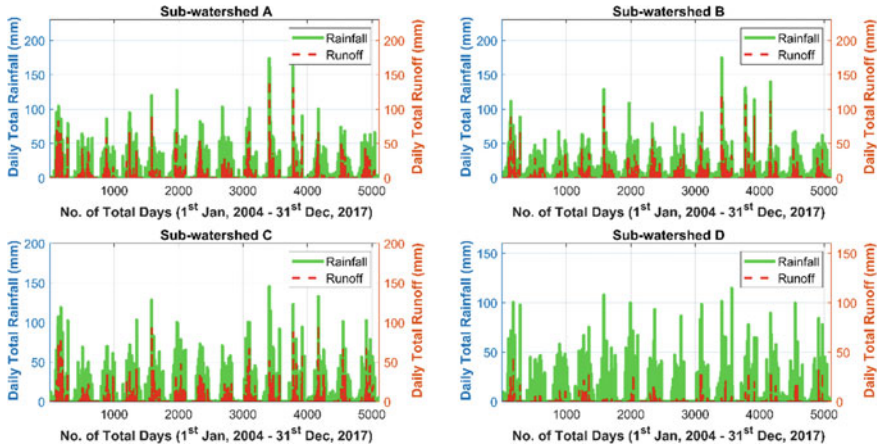 Sub-watershed A
Daily Total Rainfall (mm)
200
150
100
50
0
Rainfall
Runoff
200
150
100
50
0
Daily Total Runoff (mm)
1000 2000 3000 4000 5000
No. of Total Days (1st Jan, 2004 - 31st Dec, 2017)
Sub-watershed B
Daily Total Rainfall (mm)
200
150
100
50
0
Rainfall
Runoff
200
150
100
50
0
Daily Total Runoff (mm)
1000 2000 3000 4000 5000
No. of Total Days (1st Jan, 2004 - 31st Dec, 2017)
Sub-watershed C
Daily Total Rainfall (mm)
200
150
100
50
0
Rainfall
Runoff
200
150
100
50
0
Daily Total Runoff (mm)
1000 2000 3000 4000 5000
No. of Total Days (1st Jan, 2004 - 31st Dec, 2017)
Sub-watershed D
Daily Total Rainfall (mm)
150
100
50
0
Rainfall
Runoff
150
100
50
0
Daily Total Runoff (mm)
1000 2000 3000 4000 5000
No. of Total Days (1st Jan, 2004 - 31st Dec, 2017)